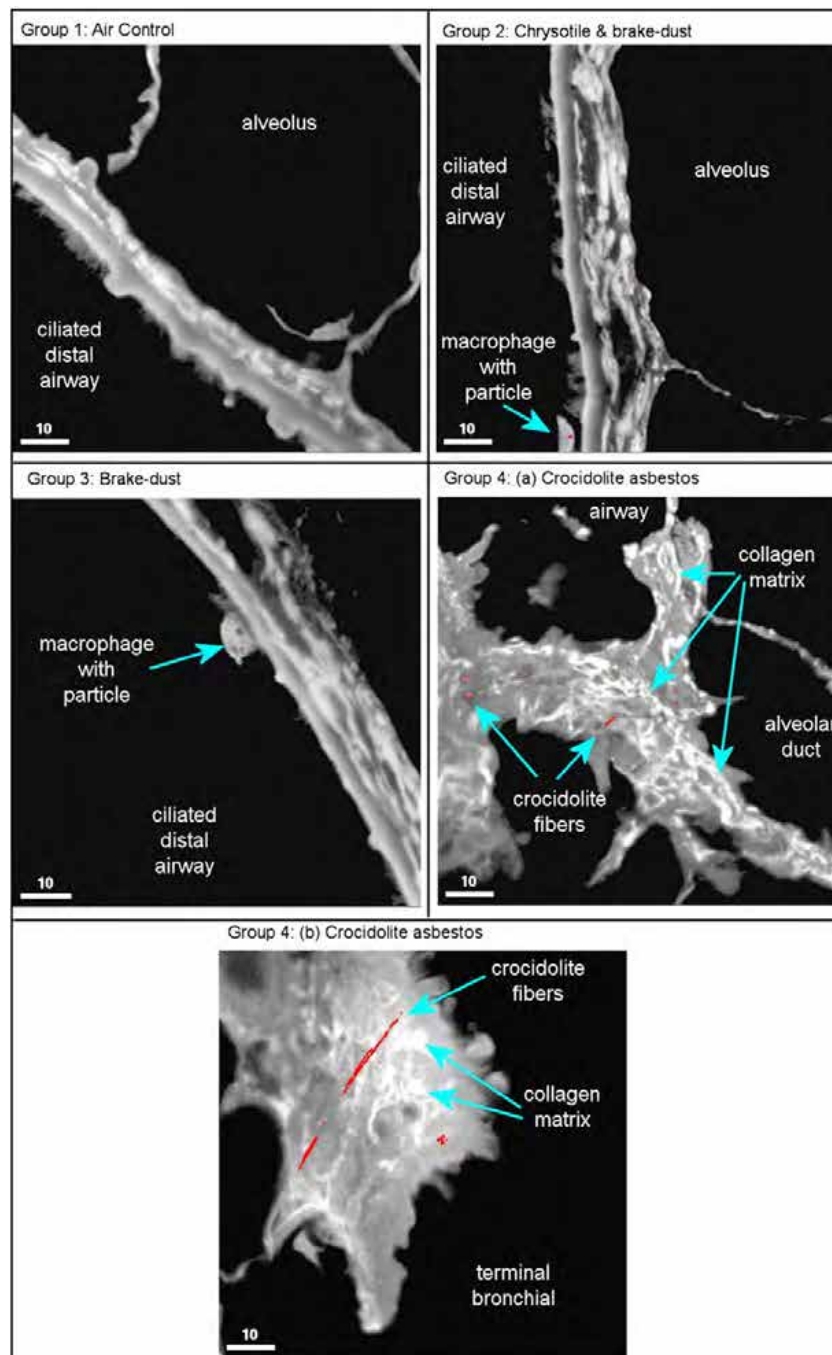 Group 1: Air Control
alveolus
ciliated
distal
airway
10
Group 2: Chrysotile & brake-dust
ciliated
distal
airway
alveolus
macrophage
with
particle
10
Group 3: Brake-dust
macrophage
with
particle
ciliated
distal
airway
10
Group 4: (a) Crocidolite asbestos
airway
collagen
matrix
alveolar
duct
crocidolite
fibers
10
Group 4: (b) Crocidolite asbestos
crocidolite
fibers
collagen
matrix
terminal
bronchial
10